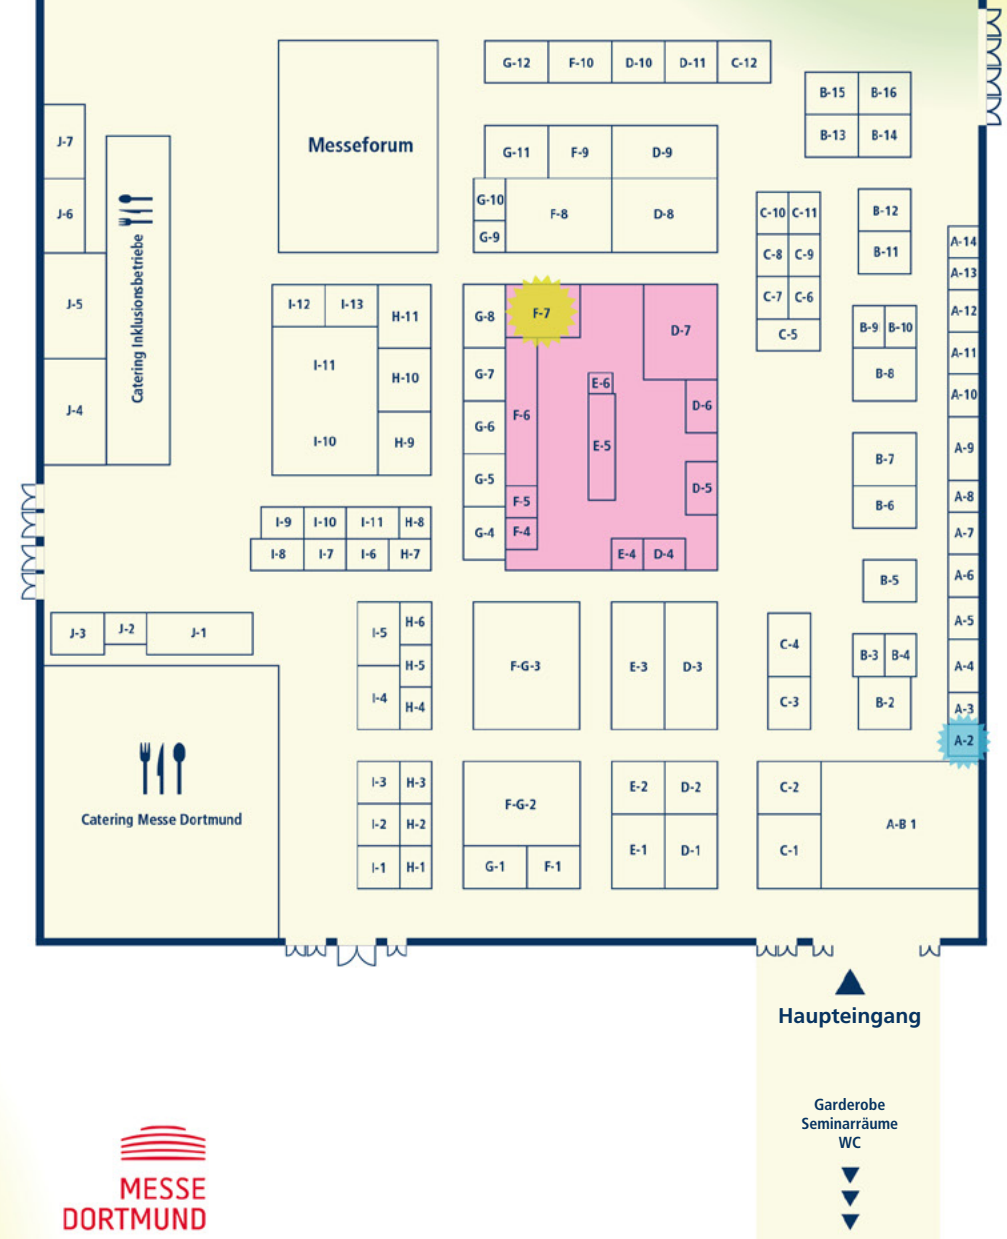 G-12 F-10 D-10 D-11 C-12
B-15 B-16
B-13 B-14
J-7
Messeforum
G-11 F-9 D-9
J-6
G-10
F-8 D-8
G-9
C-10 C-11
B-12
C-8 C-9
B-11
A-14
A-13
Catering Inklusionsbetriebe
J-5
I-12 I-13
H-11
G-8
F-7
D-7
C-7 C-6
C-5
B-9 B-10
A-12
A-11
I-11
H-10
G-7
E-6
B-8
A-10
J-4
I-10
H-9
G-6
F-6
E-5
D-6
B-7
A-9
G-5
F-5
D-5
B-6
A-8
I-9 I-10 I-11 H-8
G-4
F-4
A-7
I-8 I-7 I-6 H-7
E-4 D-4
B-5
A-6
J-3 J-2 J-1
I-5
H-6
H-5
I-4
H-4
F-G-3
E-3 D-3
C-4
C-3
B-3 B-4
B-2
A-5
A-4
A-3
A-2
Catering Messe Dortmund
I-3 H-3
I-2 H-2
I-1 H-1
F-G-2
G-1 F-1
E-2 D-2
E-1 D-1
C-2
C-1
A-B 1
Haupteingang
Garderobe
Seminarräume
WC
MESSE
DORTMUND